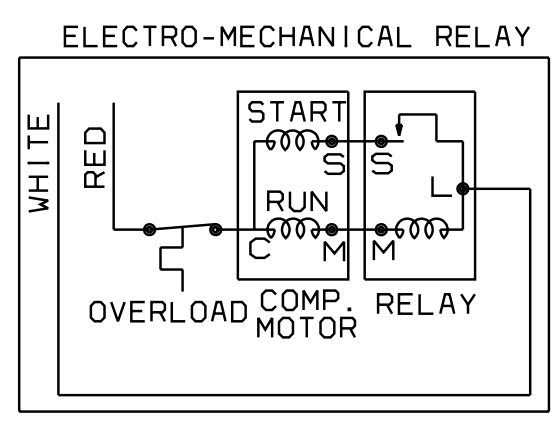 ELECTRO-MECHANICAL RELAY
WHITE
RED
START
S
S
L
RUN
C
M
M
OVERLOAD
COMP.
MOTOR
RELAY